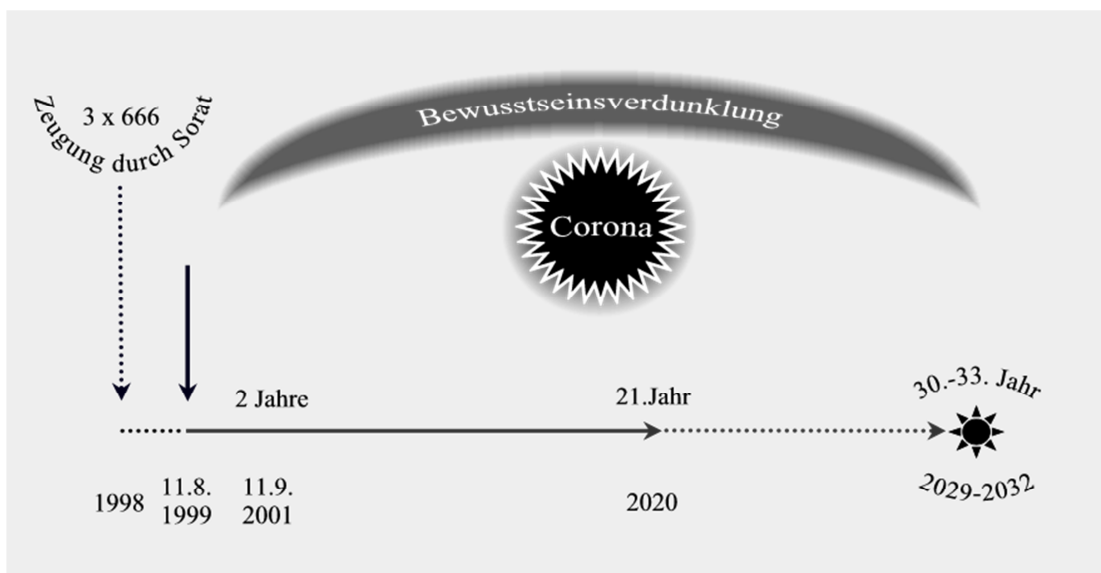 Bewusstseinsverdunklung
3 x 666
Zeugung durch Sorat
Corona
2 Jahre
21.Jahr
30.-33. Jahr
1998
11.8.
1999
11.9.
2001
2020
2029-2032